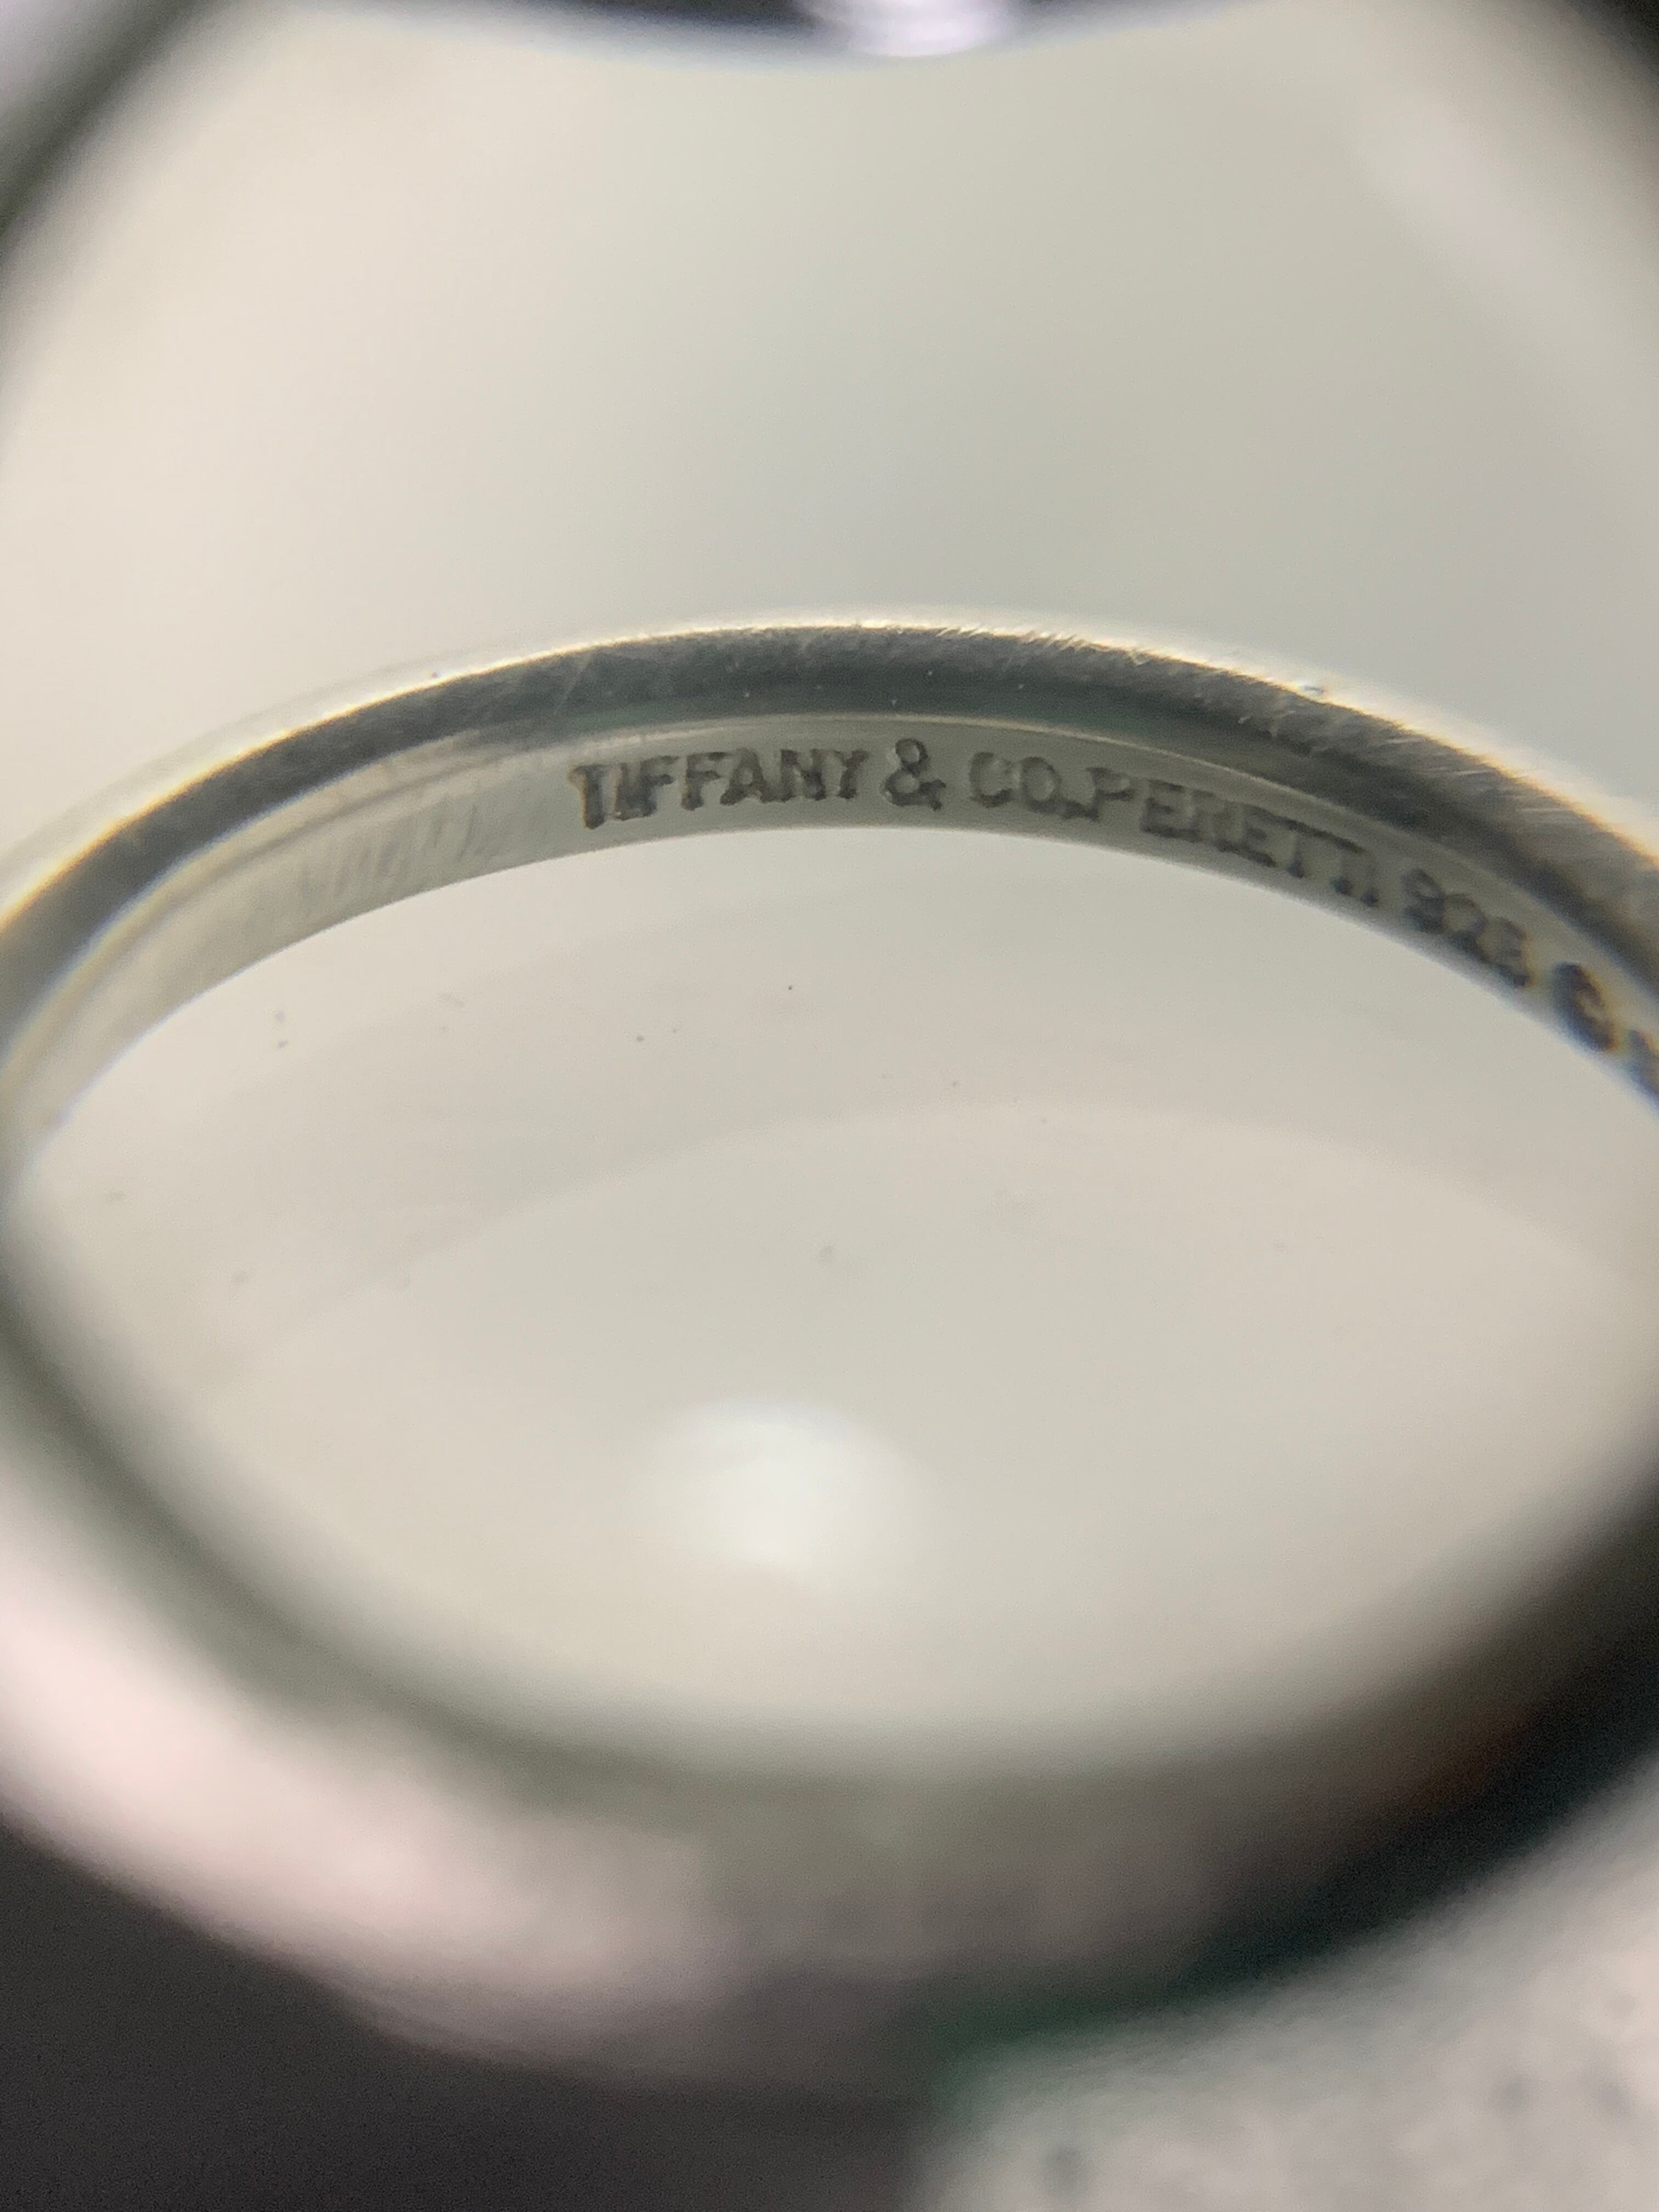 TIFFANY & CO.PERETTI 925 ©